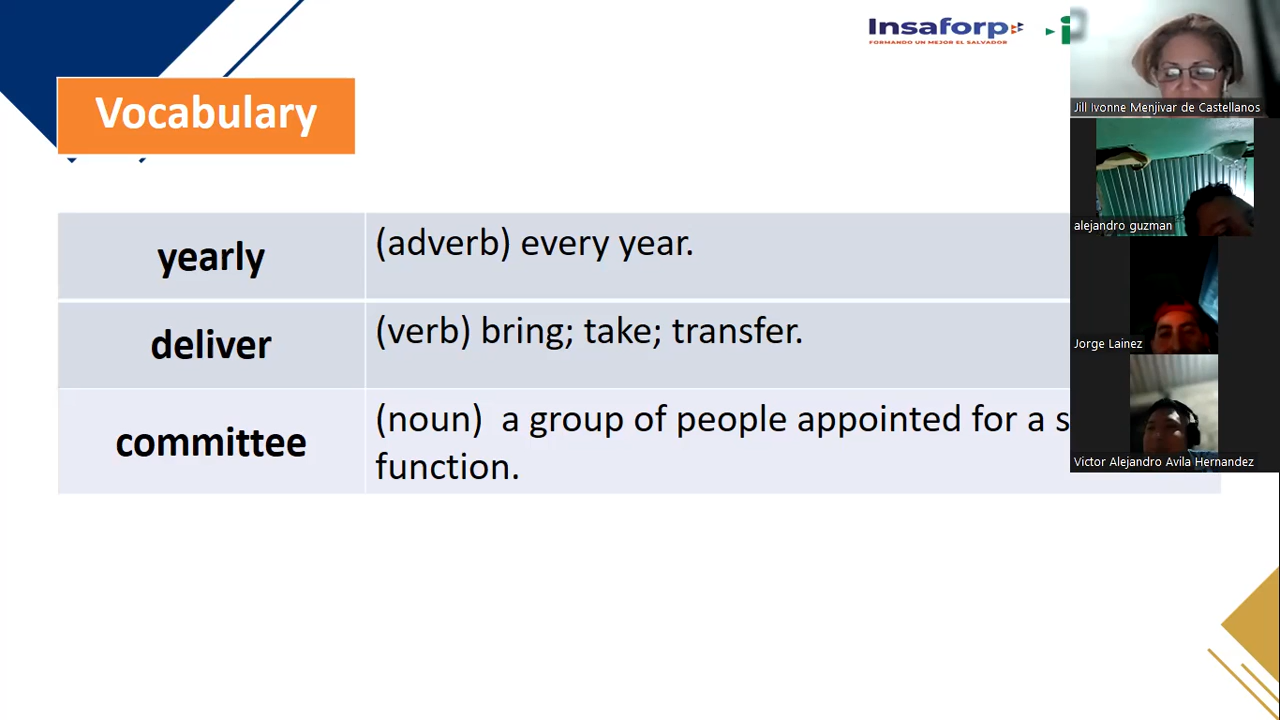 Insaforp
FORMANDO UN MEJOR EL SALVADOR
Vocabulary
yearly
(adverb) every year.
deliver
(verb) bring; take; transfer.
committee
(noun) a group of people appointed for a
function.
Jill Ivonne Menjivar de Castellanos
alejandro guzman
Jorge Lainez
Victor Alejandro Avila Hernandez